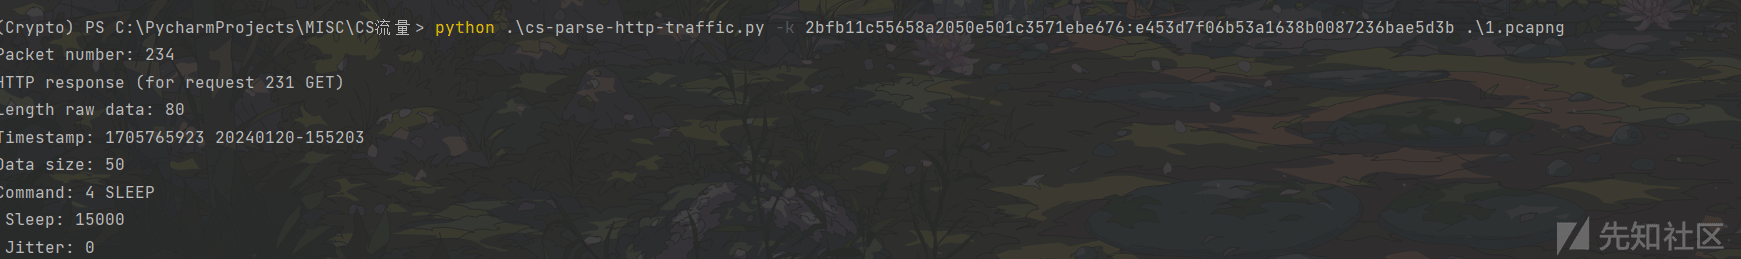 (Crypto) PS C:\PycharmProjects\MISC\CS流量> python .\cs-parse-http-traffic.py -k 2bfb11c55658a2050e501c3571ebe676:e453d7f06b53a1638b0087236bae5d3b .\1.pcapng
Packet number: 234
HTTP response (for request 231 GET)
Length raw data: 80
Timestamp: 1705765923 20240120-155203
Data size: 50
Command: 4 SLEEP
Sleep: 15000
Jitter: 0
先知社区